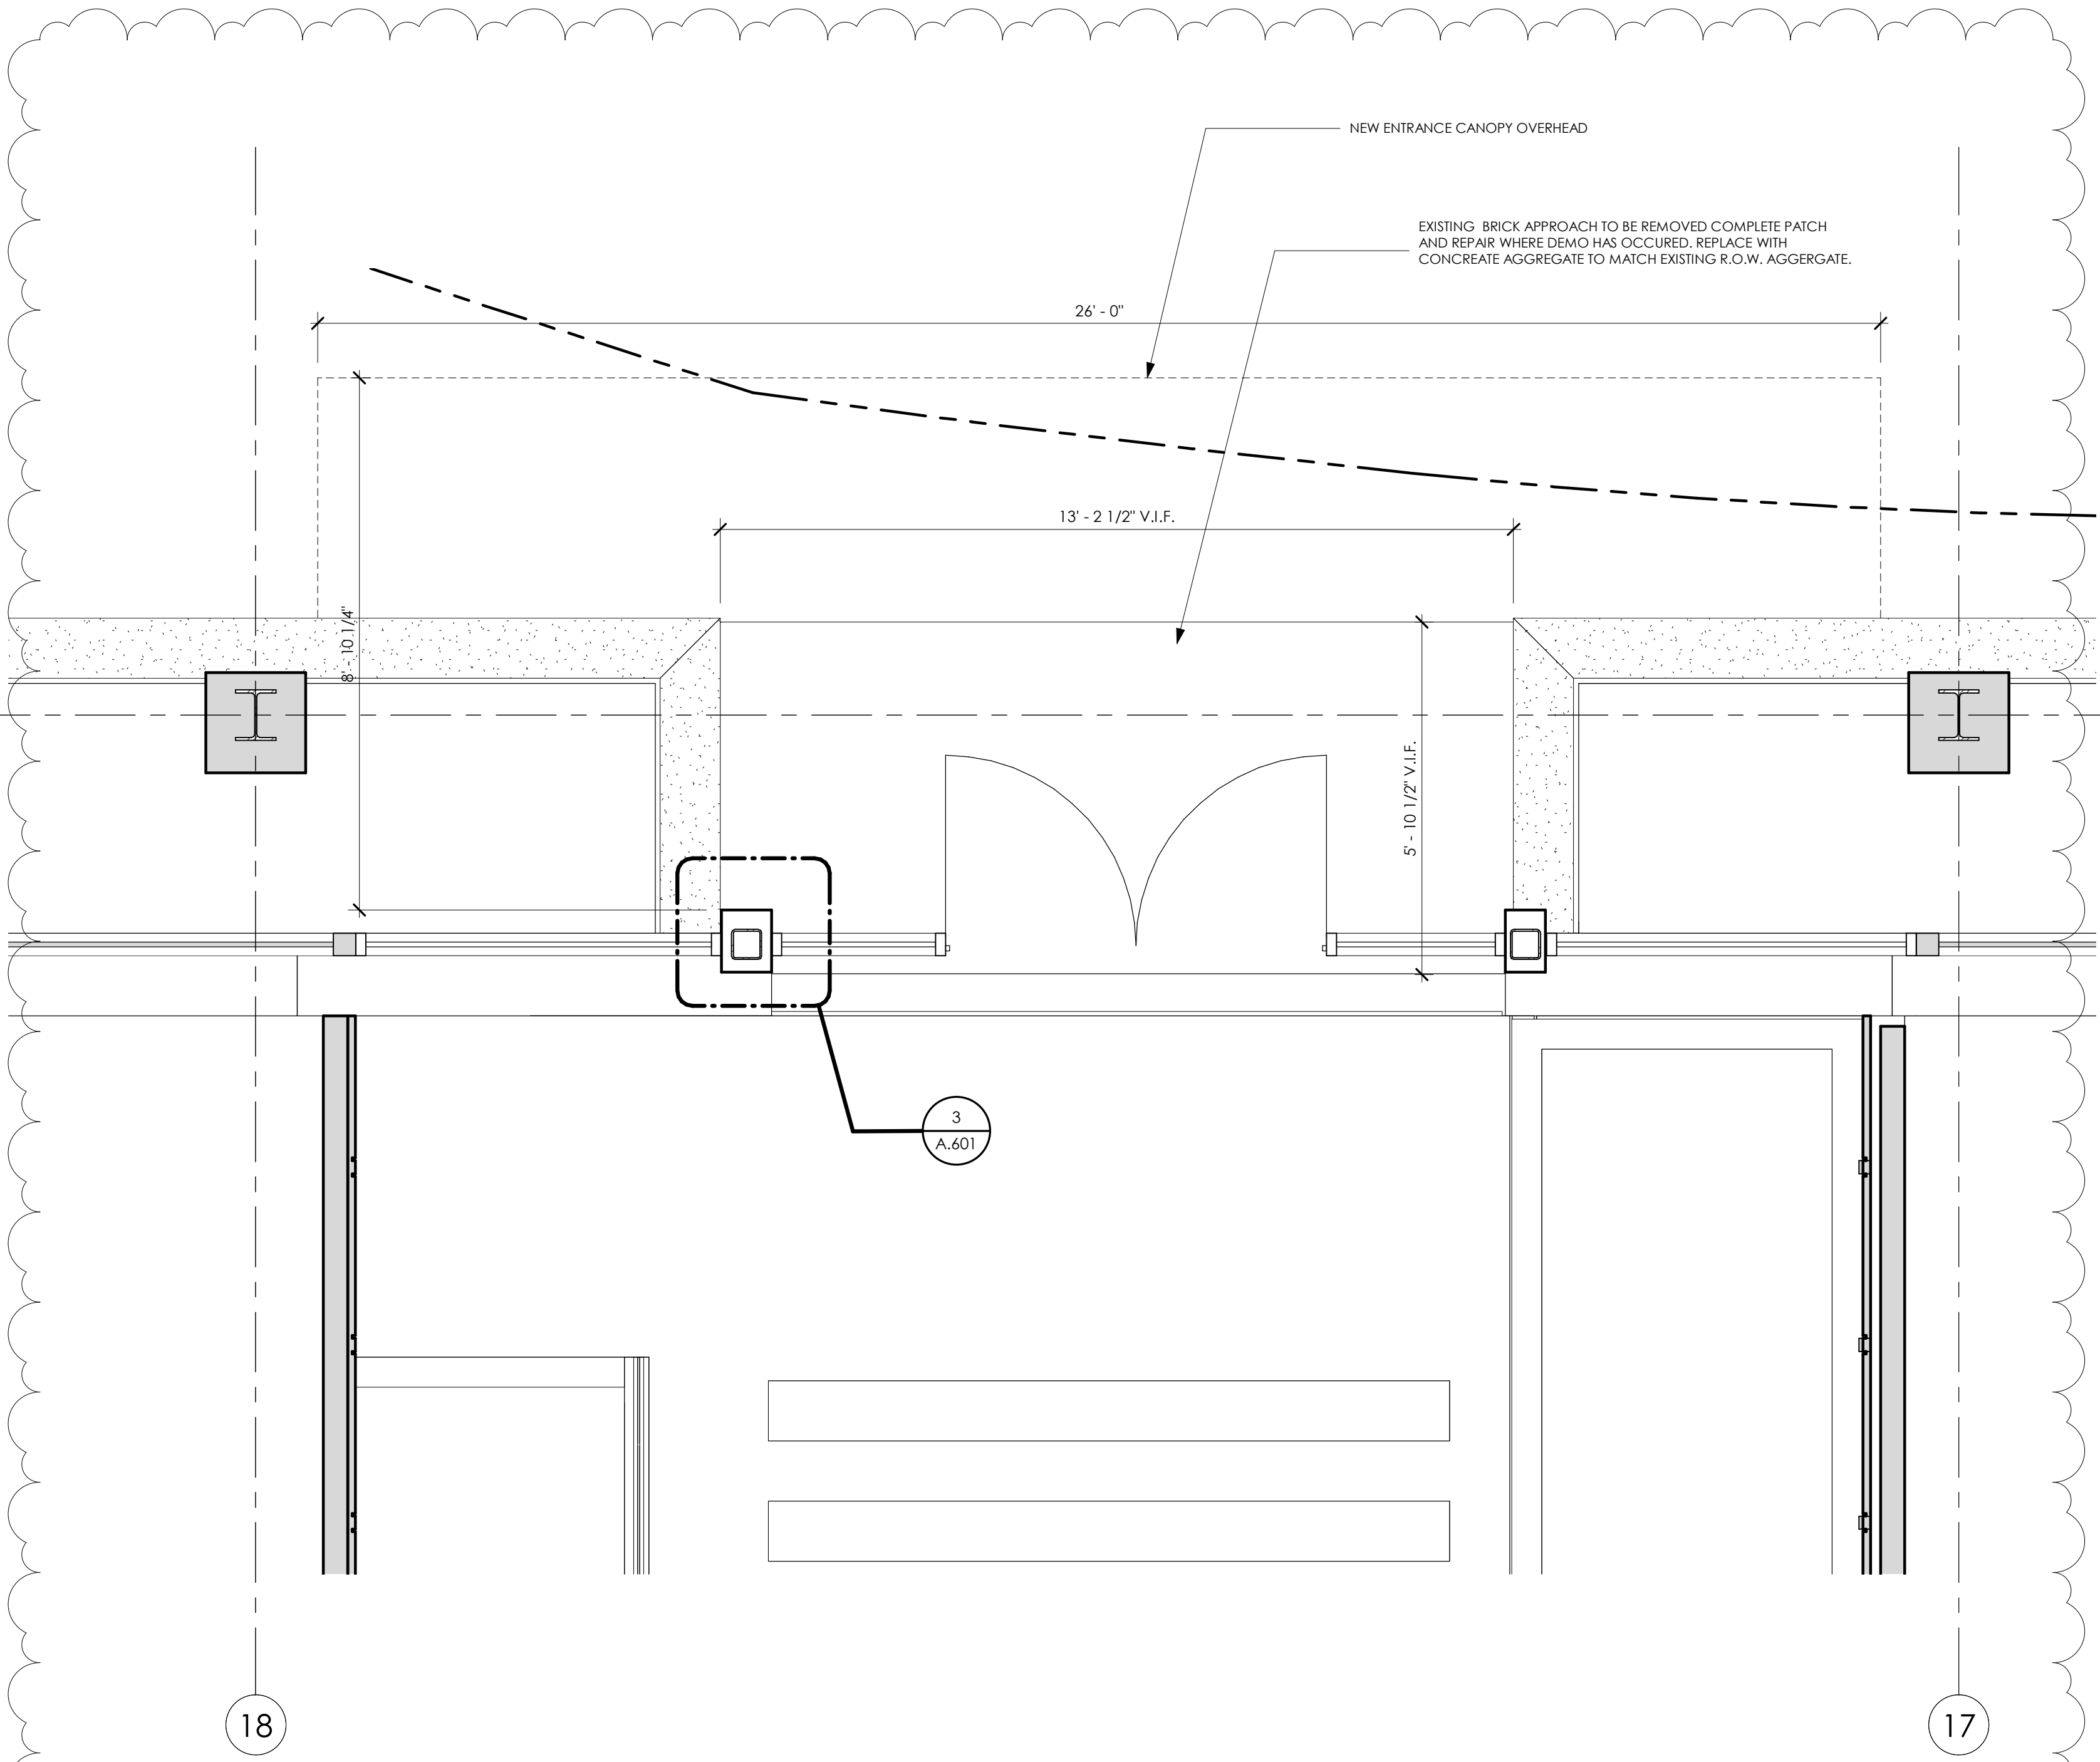 NEW ENTRANCE CANOPY OVERHEAD
EXISTING  BRICK APPROACH TO BE REMOVED COMPLETE PATCH
AND REPAIR WHERE DEMO HAS OCCURED. REPLACE WITH
CONCREATE AGGREGATE TO MATCH EXISTING R.O.W. AGGERGATE.
26' - 0"
13' - 2 1/2" V.I.F.
8' - 10 1/4"
5' - 10 1/2" V.I.F.
3
A.601
18
17